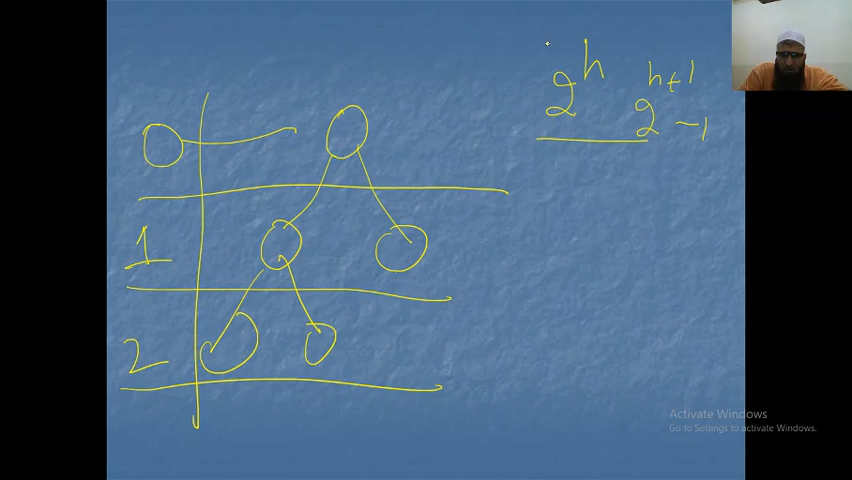 2^h 2^{h+1} - 1
0
1
2
Activate Windows
Go to Settings to activate Windows.